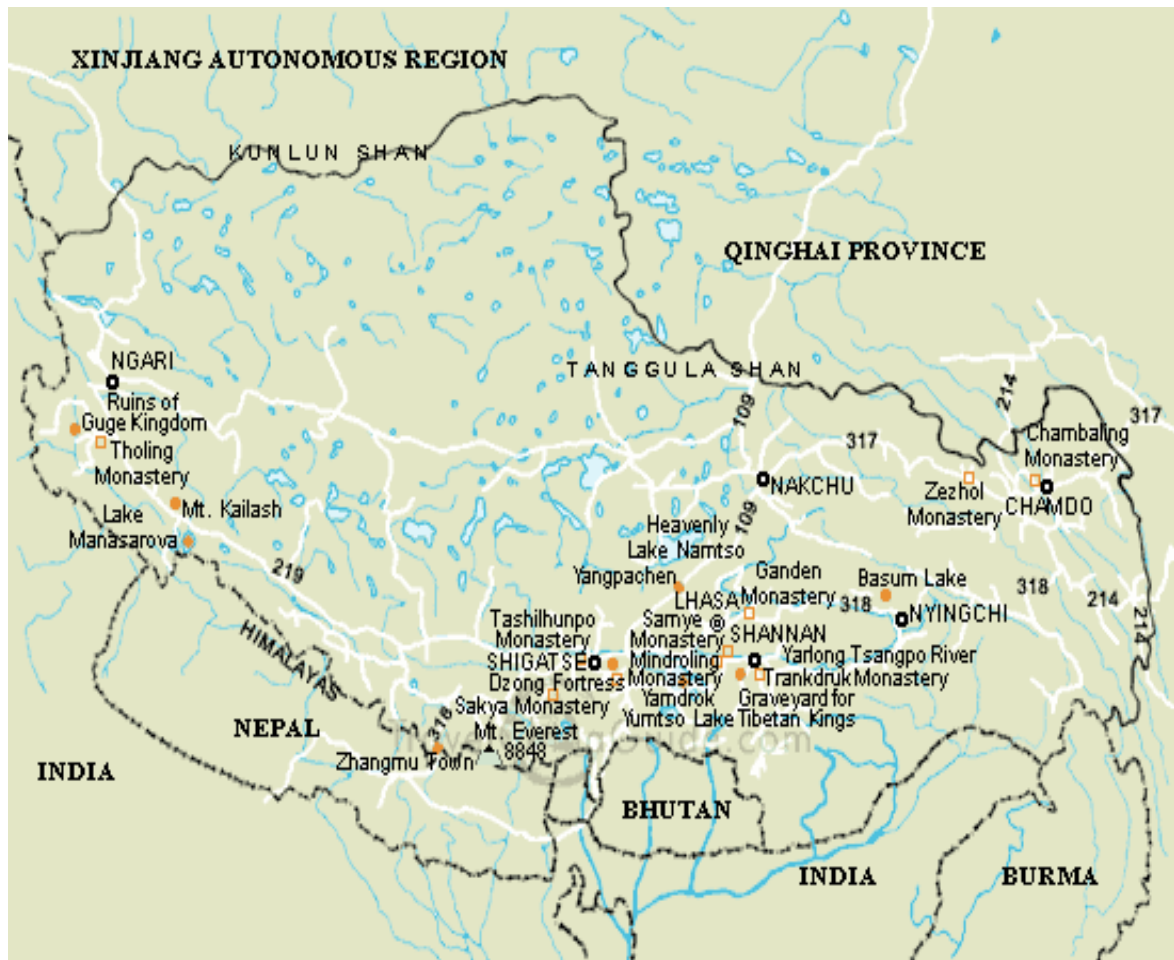 XINJIANG AUTONOMOUS REGION
KUNLUN SHAN
QINGHAI PROVINCE
TANGGULA SHAN
NGARI
Ruins of
Guge Kingdom
Tholing
Monastery
109
214
317
317
Chambaling
Monastery
NAKCHU
Zezhol
Monastery
CHAMDO
Mt. Kailash
Lake
Manasarova
219
109
Heavenly
Lake Namtso
Yangpachen
Ganden
Monastery
Basum Lake
318
214
214
LHASA
318
NYINGCHI
Tashilhunpo
Monastery
Samye
Monastery
SHANNAN
HIMALAYAS
SHIGATSE
Mindroling
Monastery
Yarlong Tsangpo River
Dzong Fortress
Trankdruk Monastery
Sakya Monastery
Yamdrok
Yumtso Lake
Graveyard for
Tibetan Kings
318
Mt. Everest
8848
NEPAL
Zhangmu Town
INDIA
BHUTAN
INDIA
BURMA